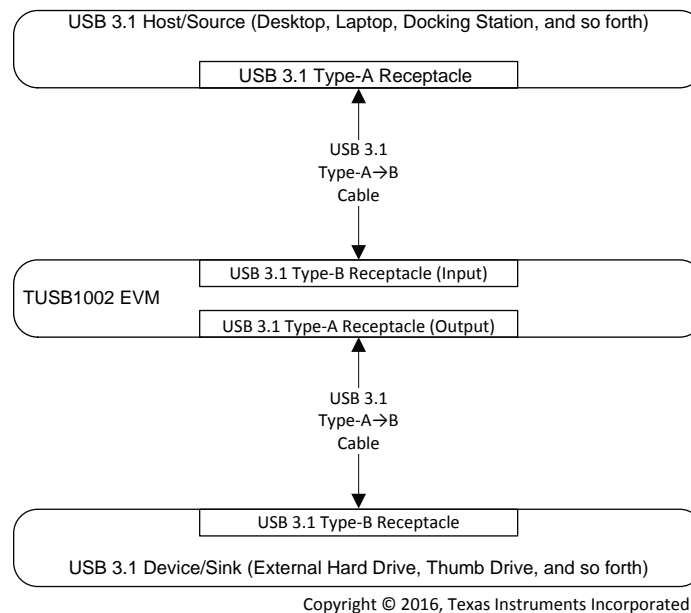 USB 3.1 Host/Source (Desktop, Laptop, Docking Station, and so forth)
USB 3.1 Type-A Receptacle
USB 3.1
Type-A→B
Cable
USB 3.1 Type-B Receptacle (Input)
TUSB1002 EVM
USB 3.1 Type-A Receptacle (Output)
USB 3.1
Type-A→B
Cable
USB 3.1 Type-B Receptacle
USB 3.1 Device/Sink (External Hard Drive, Thumb Drive, and so forth)
Copyright © 2016, Texas Instruments Incorporated